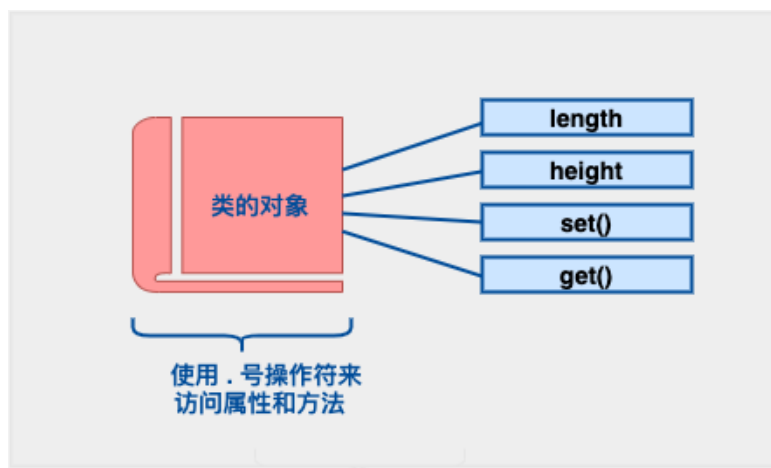 类的对象
length
height
set()
get()
使用 . 号操作符来
访问属性和方法